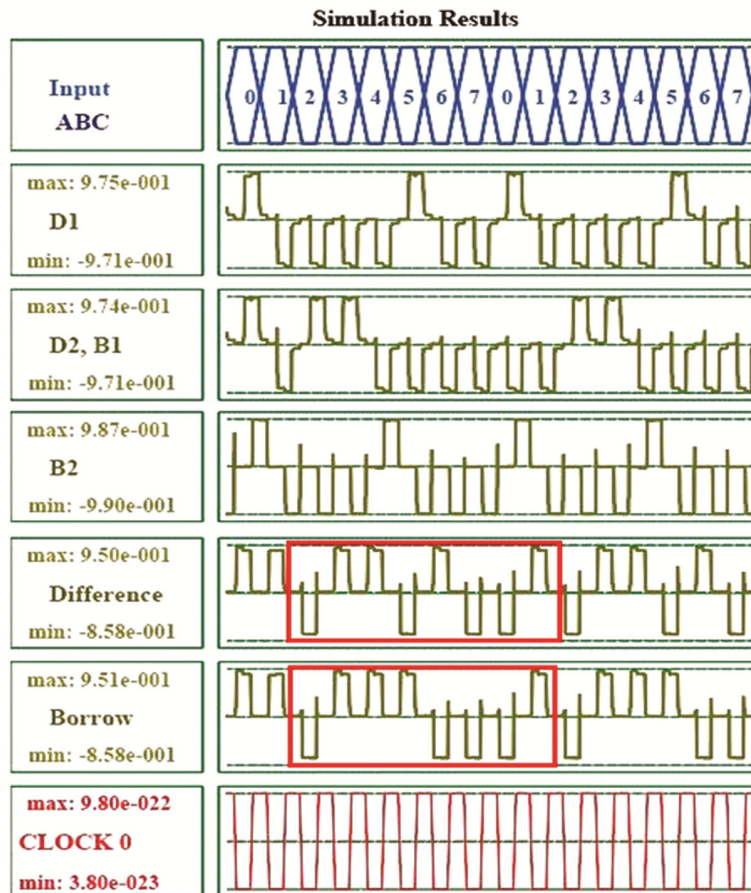 Simulation Results
Input
ABC
0 1 2 3 4 5 6 7 0 1 2 3 4 5 6 7
max: 9.75e-001
D1
min: -9.71e-001
max: 9.74e-001
D2, B1
min: -9.71e-001
max: 9.87e-001
B2
min: -9.90e-001
max: 9.50e-001
Difference
min: -8.58e-001
max: 9.51e-001
Borrow
min: -8.58e-001
max: 9.80e-022
CLOCK 0
min: 3.80e-023